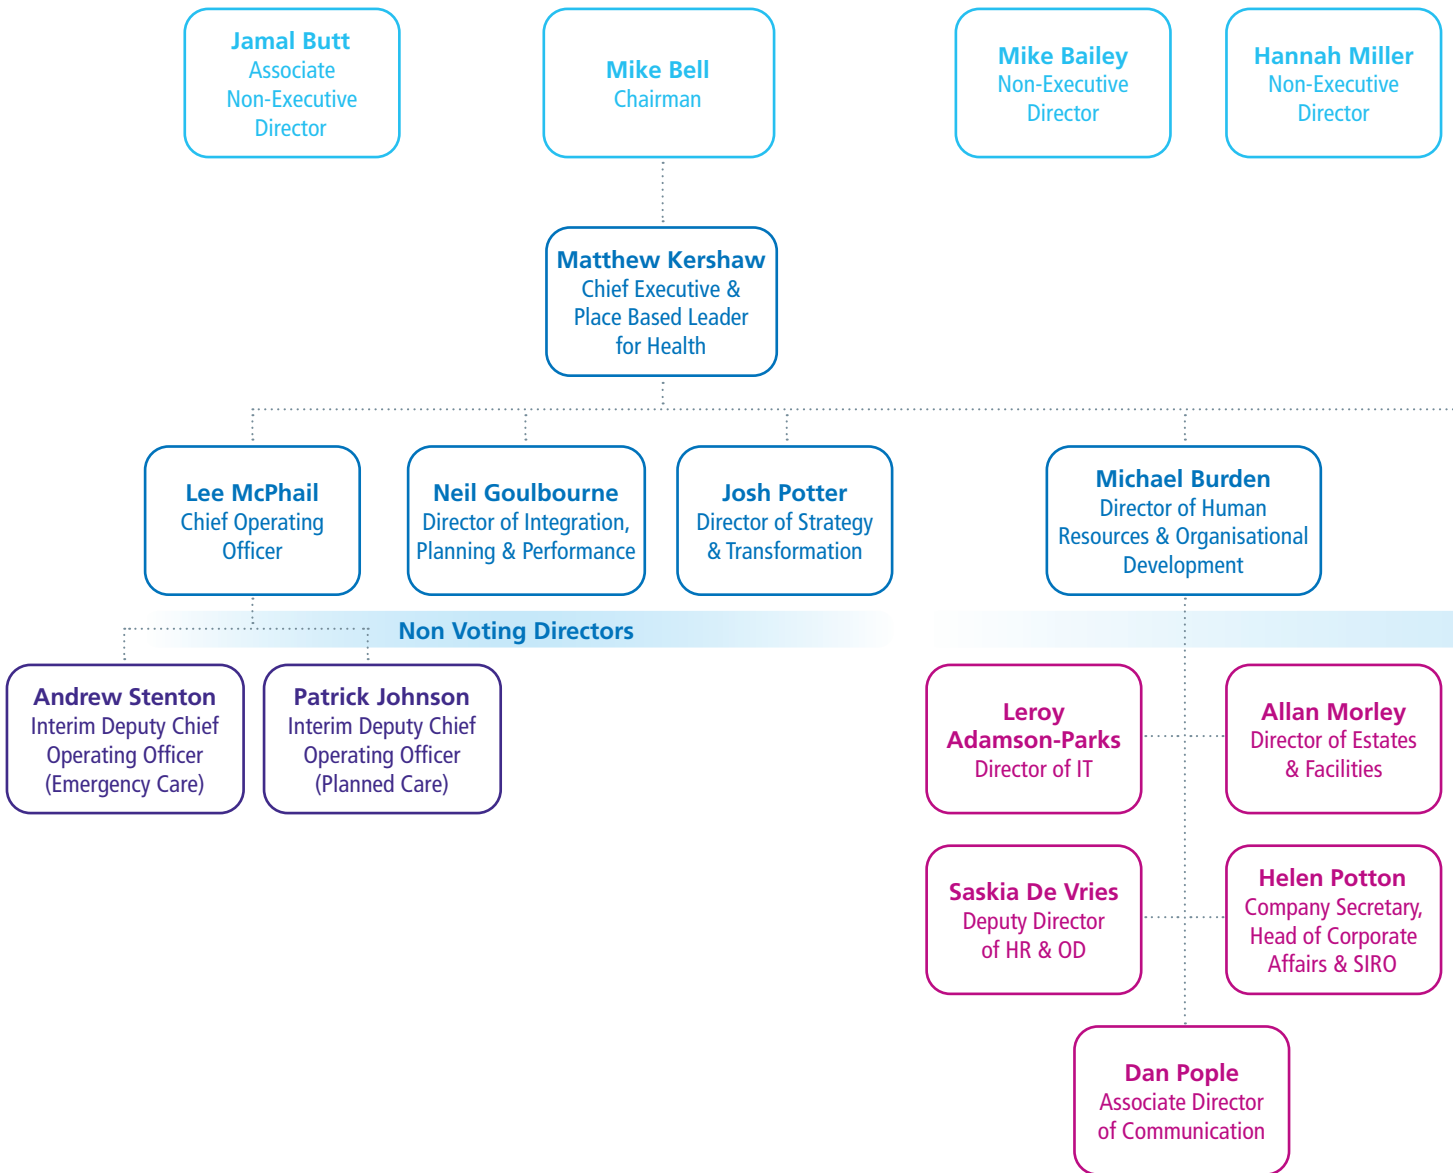 Jamal Butt
Associate
Non-Executive
Director
Mike Bell
Chairman
Mike Bailey
Non-Executive
Director
Hannah Miller
Non-Executive
Director
Matthew Kershaw
Chief Executive &
Place Based Leader
for Health
Lee McPhail
Chief Operating
Officer
Neil Goulbourne
Director of Integration,
Planning & Performance
Josh Potter
Director of Strategy
& Transformation
Michael Burden
Director of Human
Resources & Organisational
Development
Non Voting Directors
Andrew Stenton
Interim Deputy Chief
Operating Officer
(Emergency Care)
Patrick Johnson
Interim Deputy Chief
Operating Officer
(Planned Care)
Leroy
Adamson-Parks
Director of IT
Allan Morley
Director of Estates
& Facilities
Saskia De Vries
Deputy Director
of HR & OD
Helen Potton
Company Secretary,
Head of Corporate
Affairs & SIRO
Dan Pople
Associate Director
of Communication